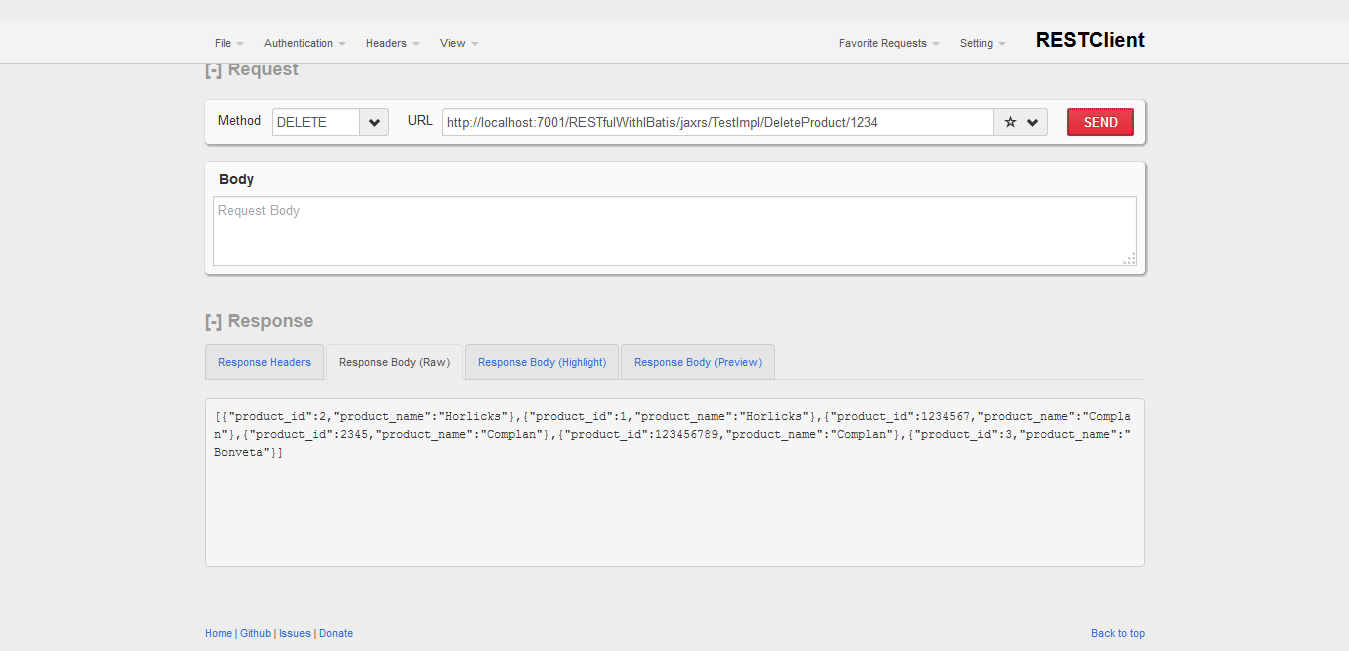 File Authentication Headers View Favorite Requests Setting RESTClient
[-] Request
Method DELETE URL http://localhost:7001/RESTfulWithIBatis/jaxrs/TestImpl/DeleteProduct/1234 SEND
Body
Request Body
[-] Response
Response Headers Response Body (Raw) Response Body (Highlight) Response Body (Preview)
[{"product_id":2,"product_name":"Horlicks"},{"product_id":1,"product_name":"Horlicks"},{"product_id":1234567,"product_name":"Compla
n"},{"product_id":2345,"product_name":"Complan"},{"product_id":123456789,"product_name":"Complan"},{"product_id":3,"product_name":"
Bonveta"}]
Home | Github | Issues | Donate Back to top